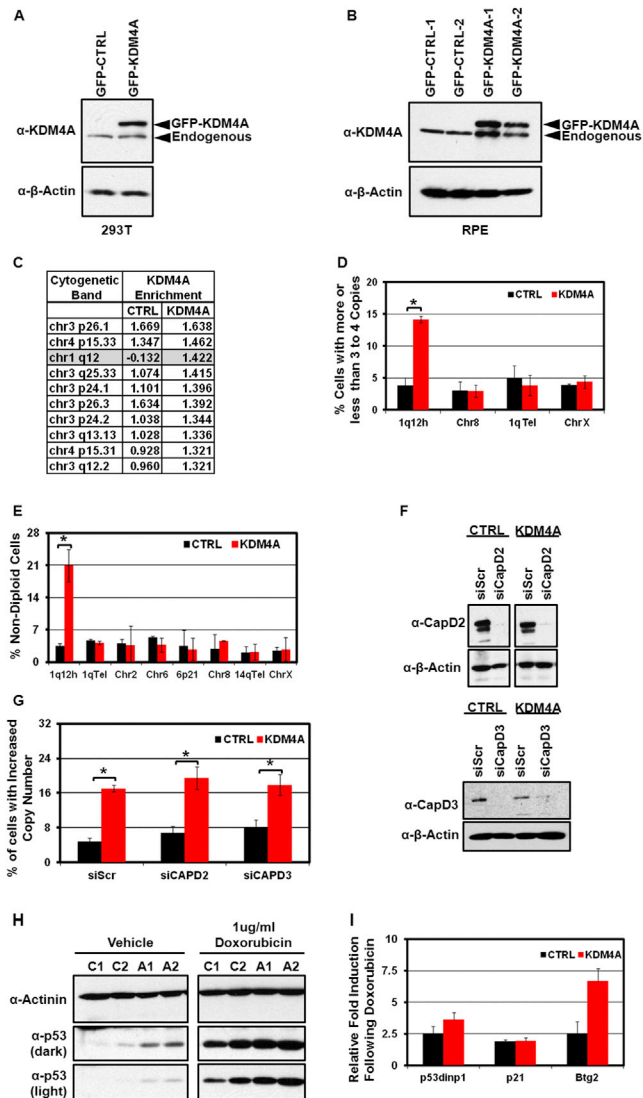 A
GFP-CTRL
GFP-KDM4A
α-KDM4A
GFP-KDM4A
Endogenous
α-β-Actin
293T
B
GFP-CTRL-1
GFP-CTRL-2
GFP-KDM4A-1
GFP-KDM4A-2
α-KDM4A
GFP-KDM4A
Endogenous
α-β-Actin
RPE
C
Cytogenetic Band KDM4A Enrichment
CTRL KDM4A
chr3 p26.1 1.669 1.638
chr4 p15.33 1.347 1.462
chr1 q12 -0.132 1.422
chr3 q25.33 1.074 1.415
chr3 p24.1 1.101 1.396
chr3 p26.3 1.634 1.392
chr3 p24.2 1.038 1.344
chr3 q13.13 1.028 1.336
chr4 p15.31 0.928 1.321
chr3 q12.2 0.960 1.321
D
% Cells with more or
less than 3 to 4 Copies
20
15
10
5
0
CTRL KDM4A
*
1q12h Chr8 1qTel ChrX
E
% Non-Diploid Cells
28
21
14
7
0
CTRL KDM4A
*
1q12h 1qTel Chr2 Chr6 6p21 Chr8 14qTel ChrX
F
CTRL KDM4A
siScr
siCapD2
siScr
siCapD2
α-CapD2
α-β-Actin
CTRL KDM4A
siScr
siCapD3
siScr
siCapD3
α-CapD3
α-β-Actin
G
% of cells with Increased
Copy Number
32
24
16
8
0
CTRL KDM4A
* * *
siScr siCAPD2 siCAPD3
H
Vehicle
1ug/ml
Doxorubicin
C1 C2 A1 A2 C1 C2 A1 A2
α-Actinin
α-p53
(dark)
α-p53
(light)
I
Relative Fold Induction
Following Doxorubicin
10
7.5
5
2.5
0
CTRL KDM4A
p53dinp1 p21 Btg2